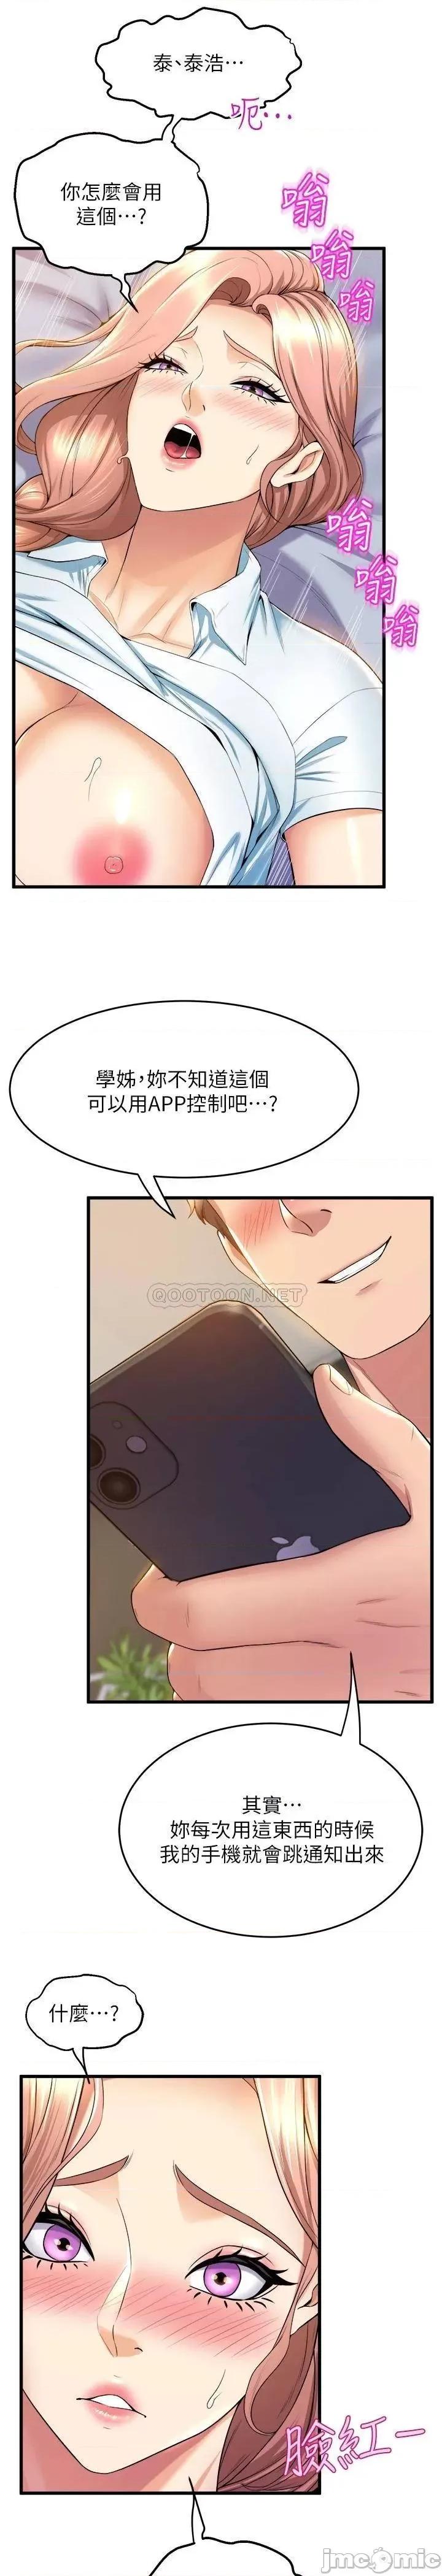 泰、泰浩⋯
呃⋯
你怎麼會用
這個⋯?
嗡
嗡
嗡
嗡
嗡
嗡
學姊，妳不知道這個
可以用APP控制吧⋯?
QOOTOON.NET
其實⋯
妳每次用這東西的時候
我的手機就會跳通知出來
什麼⋯?
臉紅—
jmcomic